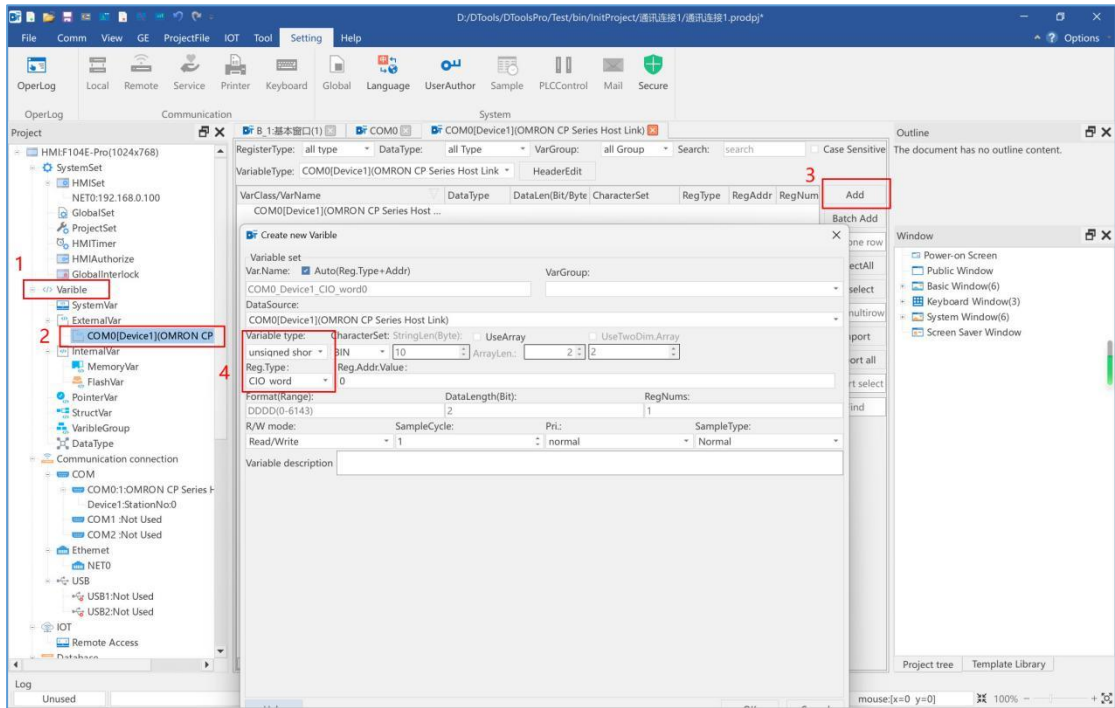 D:/DTools/DToolsPro/Test/bin/InitProject/通讯连接1/通讯连接1.prodpj*
File Comm View GE ProjectFile IOT Tool Setting Help
Options
OperLog Local Remote Service Printer Keyboard Global Language UserAuthor Sample PLCControl Mail Secure
OperLog Communication System
Project
B_1:基本窗口(1) COM0 COM0[Device1](OMRON CP Series Host Link)
Outline
HMI:F104E-Pro(1024x768)
RegisterType: all type DataType: all Type VarGroup: all Group Search: search Case Sensitive
The document has no outline content.
SystemSet
VariableType: COM0[Device1](OMRON CP Series Host Link HeaderEdit
3
HMISet
NET0:192.168.0.100
VarClass/VarName DataType DataLen(Bit/Byte CharacterSet RegType RegAddr RegNum
Add
GlobalSet
COM0[Device1](OMRON CP Series Host ...
Batch Add
ProjectSet
HMITimer
Create new Varible
one row
Window
HMIAuthorize
1
GlobalInterlock
Variable set
Var.Name: Auto(Reg.Type+Addr) VarGroup:
ectAll
Power-on Screen
Public Window
Varible
COM0_Device1_CIO_word0
select
Basic Window(6)
SystemVar
DataSource:
Keyboard Window(3)
ExternalVar
COM0[Device1](OMRON CP Series Host Link)
multirow
System Window(6)
2
COM0[Device1](OMRON CP
Variable type: CharacterSet: StringLen(Byte): UseArray UseTwoDim.Array
port
Screen Saver Window
InternalVar
unsigned shor BIN 10 ArrayLen.: 2 2
ort all
MemoryVar
4
Reg.Type: Reg.Addr.Value:
FlashVar
CIO word 0
rt select
PointerVar
Format(Range): DataLength(Bit): RegNums:
StructVar
DDDD(0-6143) 2 1
ind
VaribleGroup
R/W mode: SampleCycle: Pri.: SampleType:
DataType
Read/Write 1 normal Normal
Communication connection
Variable description
COM
COM0:1:OMRON CP Series H
Device1:StationNo:0
COM1 :Not Used
COM2 :Not Used
Ethernet
NET0
USB
USB1:Not Used
USB2:Not Used
IOT
Remote Access
Database
Project tree Template Library
Log
Unused
mouse:[x=0 y=0] 100%